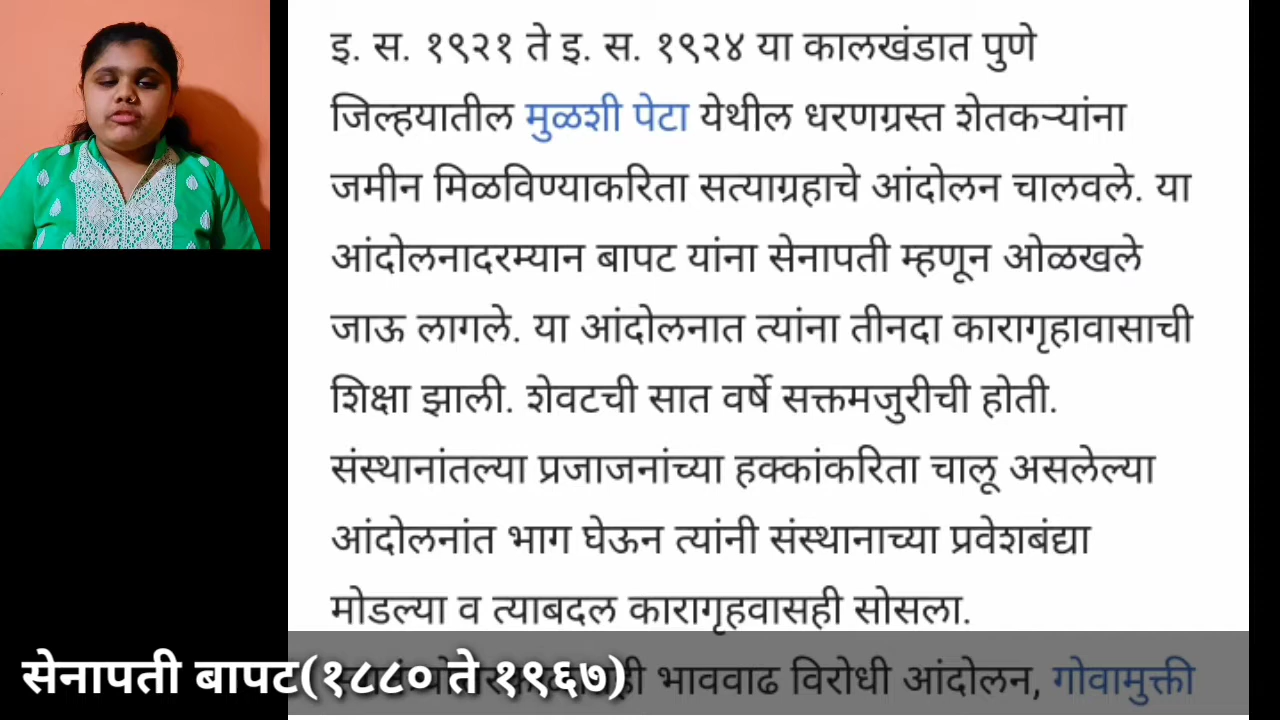 इ. स. १९२१ ते इ. स. १९२४ या कालखंडात पुणे
जिल्हयातील मुळशी पेटा येथील धरणग्रस्त शेतकऱ्यांना
जमीन मिळविण्याकरिता सत्याग्रहाचे आंदोलन चालवले. या
आंदोलनादरम्यान बापट यांना सेनापती म्हणून ओळखले
जाऊ लागले. या आंदोलनात त्यांना तीनदा कारागृहावासाची
शिक्षा झाली. शेवटची सात वर्षे सक्तमजुरीची होती.
संस्थानांतल्या प्रजाजनांच्या हक्कांकरिता चालू असलेल्या
आंदोलनांत भाग घेऊन त्यांनी संस्थानाच्या प्रवेशबंद्या
मोडल्या व त्याबदल कारागृहवासही सोसला.
भाववाढ विरोधी आंदोलन, गोवामुक्ती
सेनापती बापट(१८८० ते १९६७)